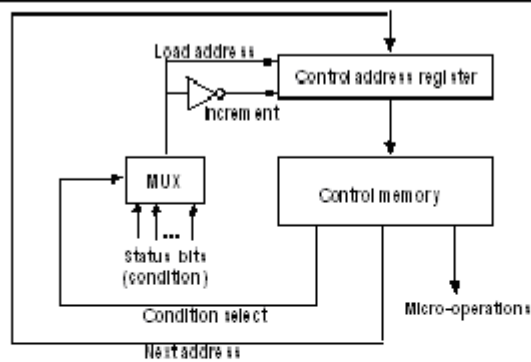 Load address
Control address register
Increment
MUX
Control memory
...
Status bits
(condition)
Micro-operations
Condition select
Next address